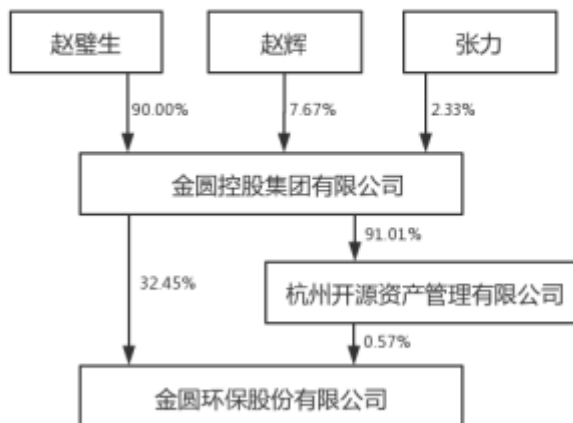 赵璧生
赵辉
张力
90.00%
7.67%
2.33%
金圆控股集团有限公司
91.01%
32.45%
杭州开源资产管理有限公司
0.57%
金圆环保股份有限公司